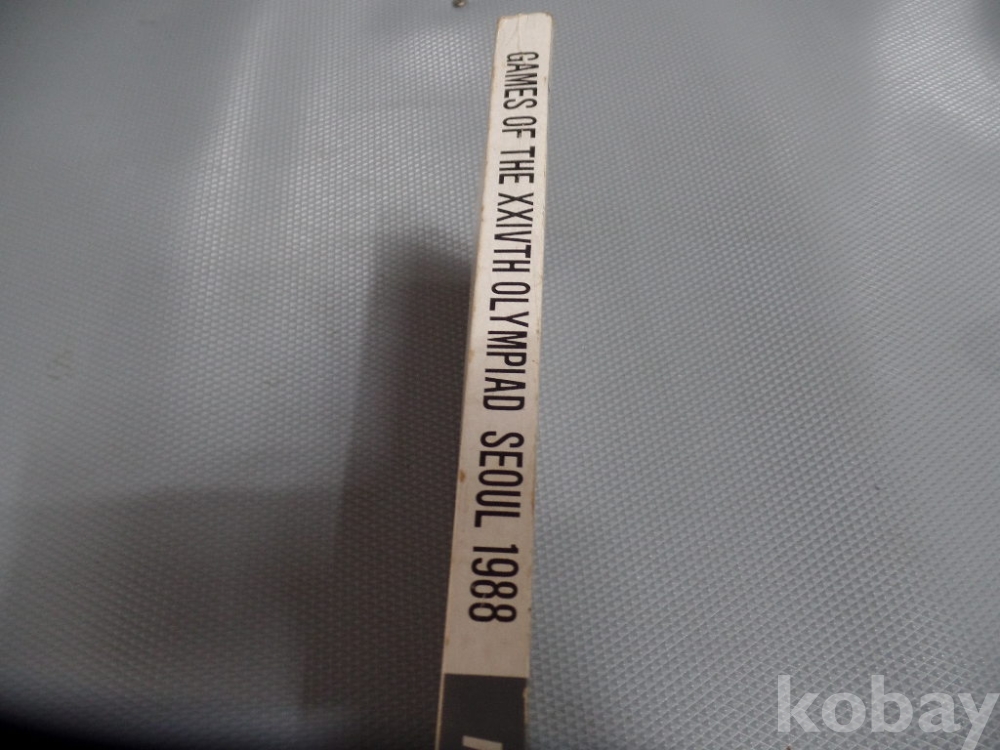 GAMES OF THE XXIVTH OLYMPIAD SEOUL 1988
kobay